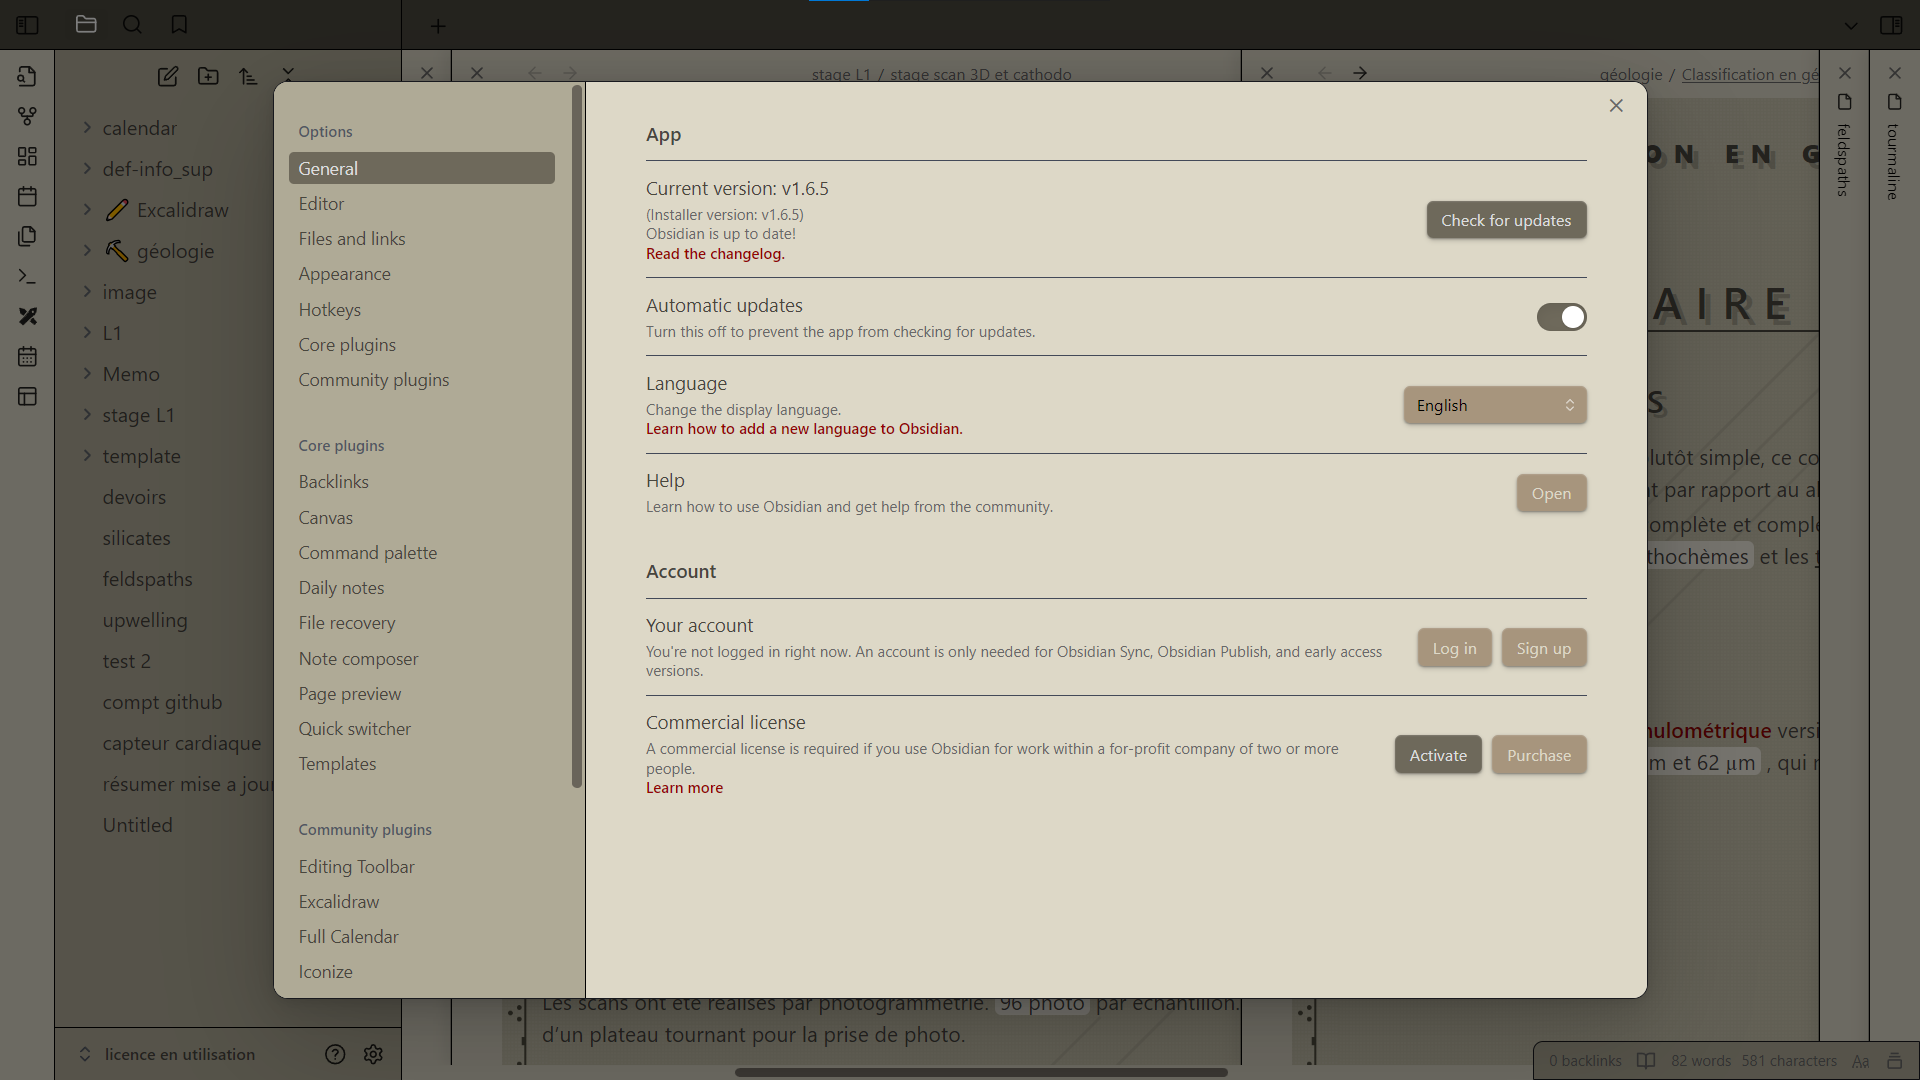 stage L1 / stage scan 3D et cathodo
géologie / Classification en gé
calendar
def-info_sup
Excalidraw
géologie
image
L1
Memo
stage L1
template
devoirs
silicates
feldspaths
upwelling
test 2
compt github
capteur cardiaque
résumer mise a jour
Untitled
licence en utilisation
Options
General
Editor
Files and links
Appearance
Hotkeys
Core plugins
Community plugins
Core plugins
Backlinks
Canvas
Command palette
Daily notes
File recovery
Note composer
Page preview
Quick switcher
Templates
Community plugins
Editing Toolbar
Excalidraw
Full Calendar
Iconize
App
Current version: v1.6.5
(Installer version: v1.6.5)
Obsidian is up to date!
Read the changelog.
Check for updates
Automatic updates
Turn this off to prevent the app from checking for updates.
Language
Change the display language.
Learn how to add a new language to Obsidian.
English
Help
Learn how to use Obsidian and get help from the community.
Open
Account
Your account
You're not logged in right now. An account is only needed for Obsidian Sync, Obsidian Publish, and early access
versions.
Log in
Sign up
Commercial license
A commercial license is required if you use Obsidian for work within a for-profit company of two or more
people.
Learn more
Activate
Purchase
ON EN G
AIRE
S
lutôt simple, ce co
t par rapport au al
omplète et comple
thochèmes et les t
nulométrique versi
m et 62 μm , qui r
feldspaths
tourmaline
Les scans ont été réalisés par photogrammétrie. 96 photo par échantillon.
d'un plateau tournant pour la prise de photo.
0 backlinks
82 words
581 characters
Aa